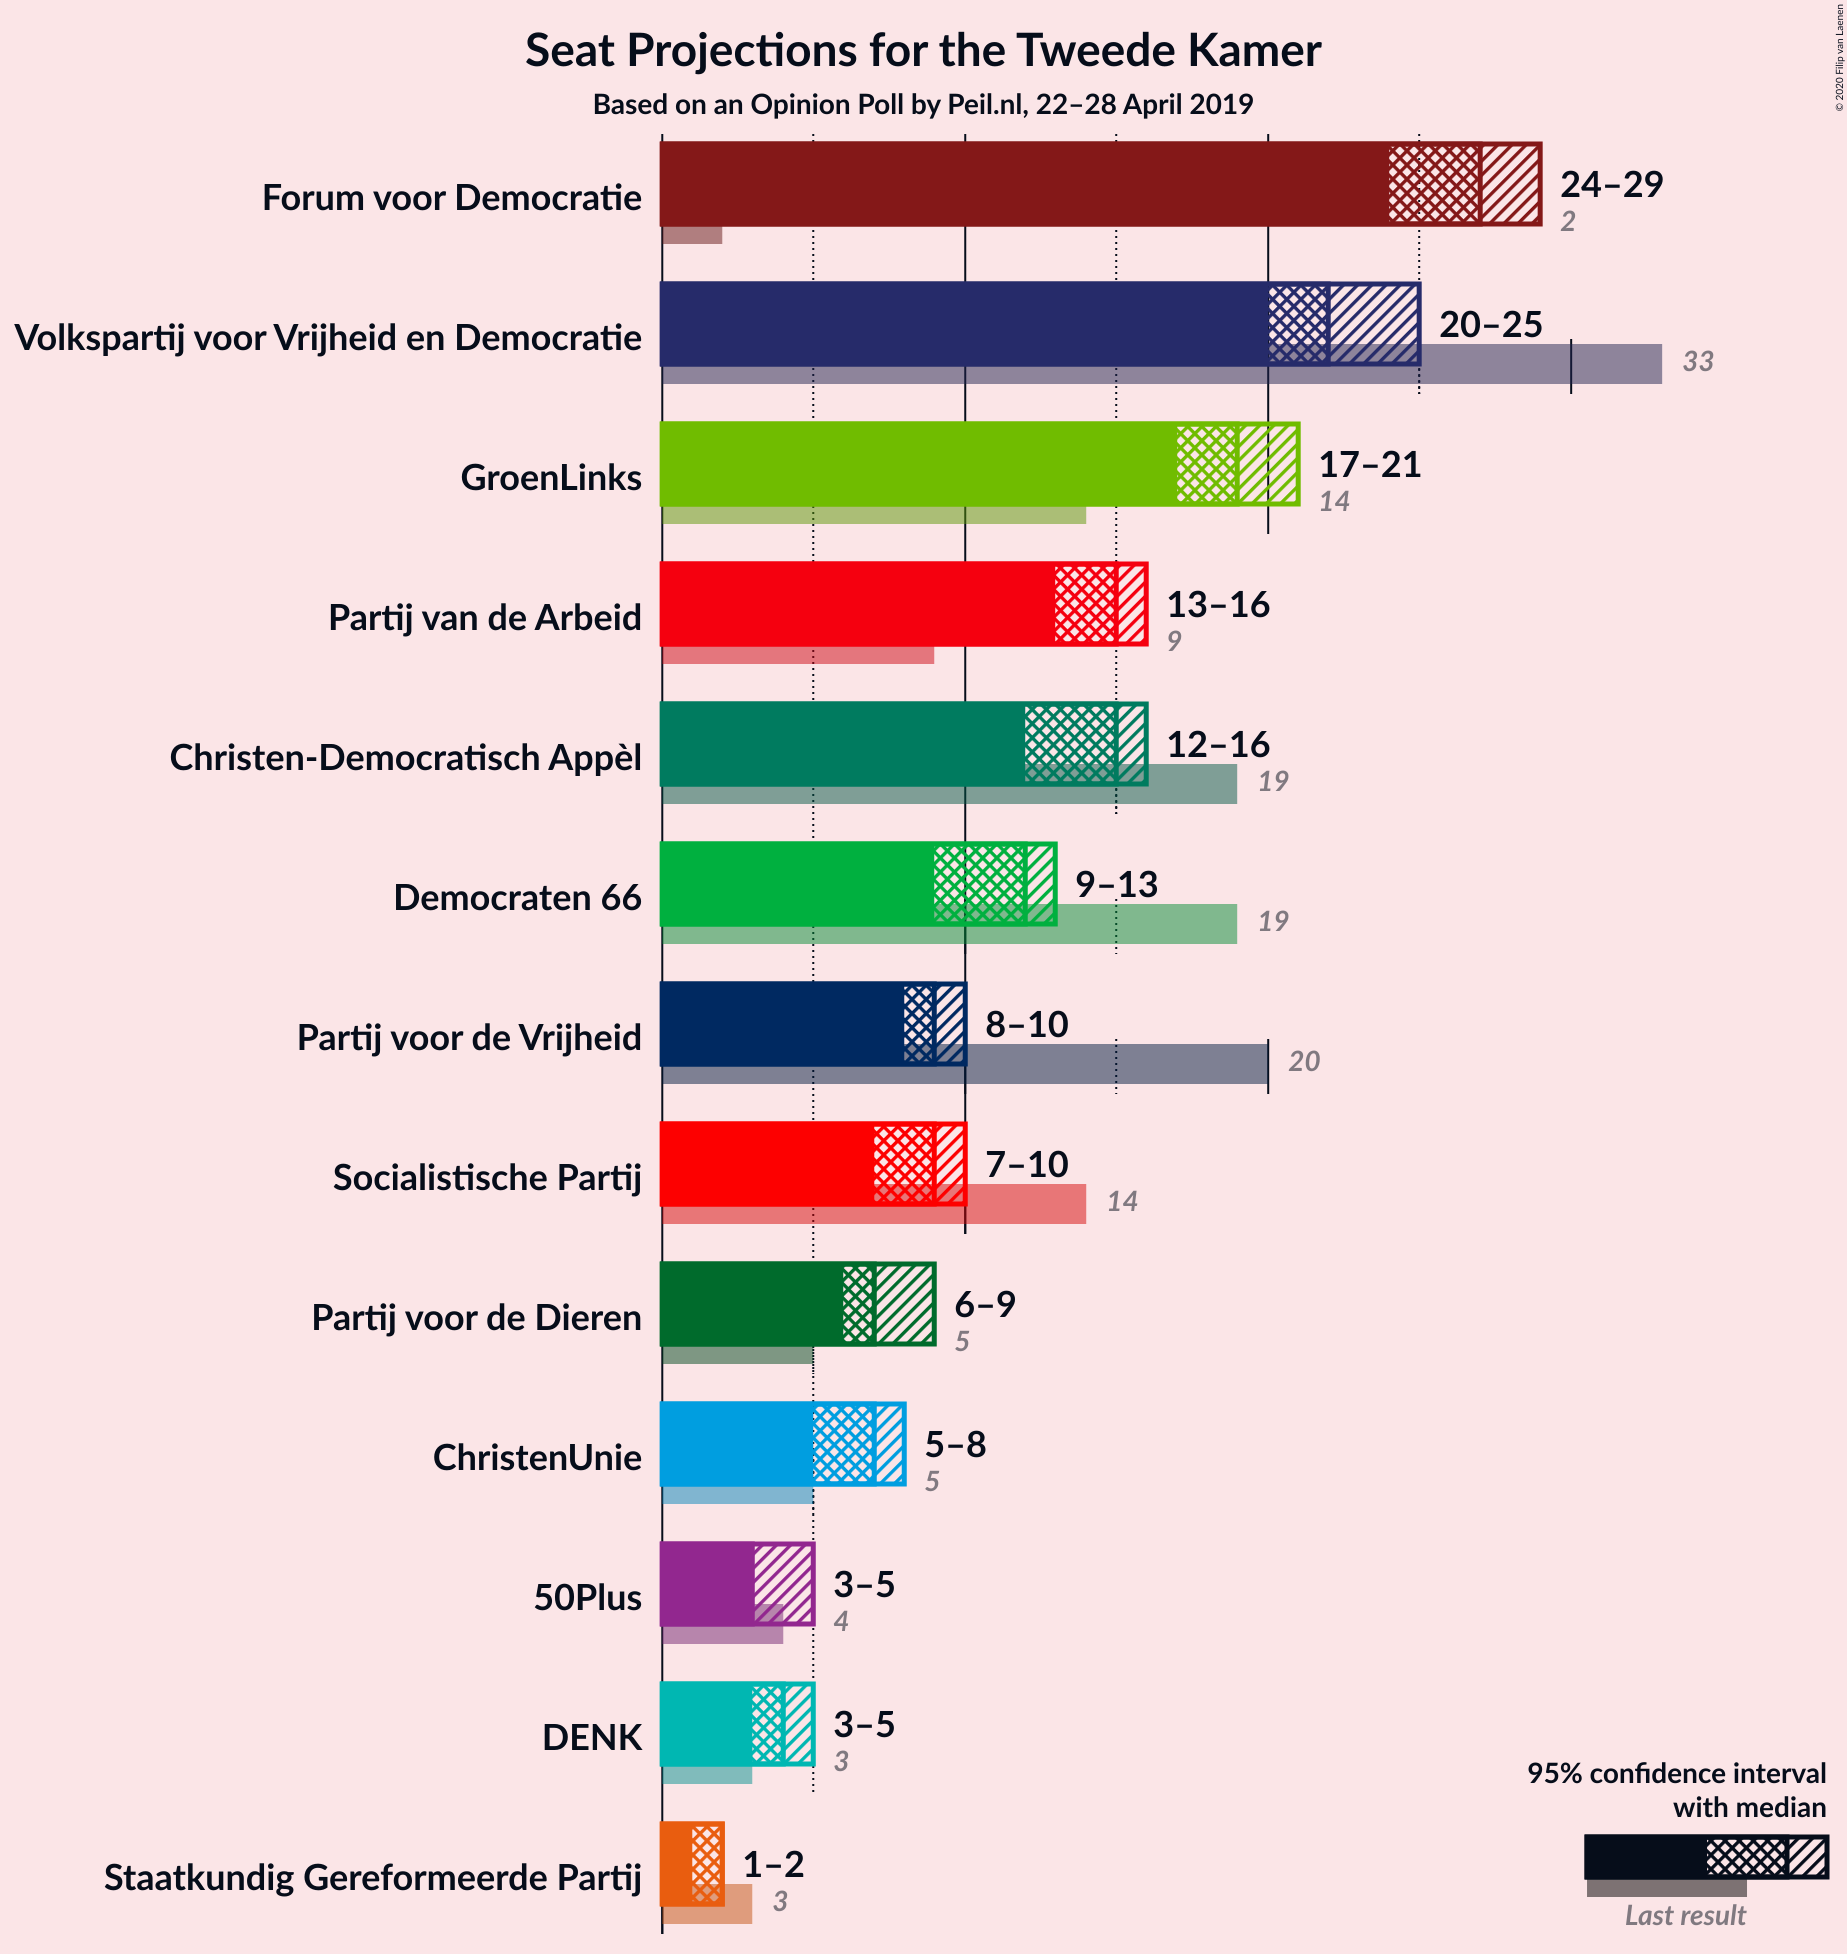 Seat Projections for the Tweede Kamer
Based on an Opinion Poll by Peil.nl, 22–28 April 2019
© 2020 Filip van Laenen
Forum voor Democratie
24–29
2
Volkspartij voor Vrijheid en Democratie
20–25
33
GroenLinks
17–21
14
Partij van de Arbeid
13–16
9
Christen-Democratisch Appèl
12–16
19
Democraten 66
9–13
19
Partij voor de Vrijheid
8–10
20
Socialistische Partij
7–10
14
Partij voor de Dieren
6–9
5
ChristenUnie
5–8
5
50Plus
3–5
4
DENK
3–5
3
Staatkundig Gereformeerde Partij
1–2
3
95% confidence interval
with median
Last result